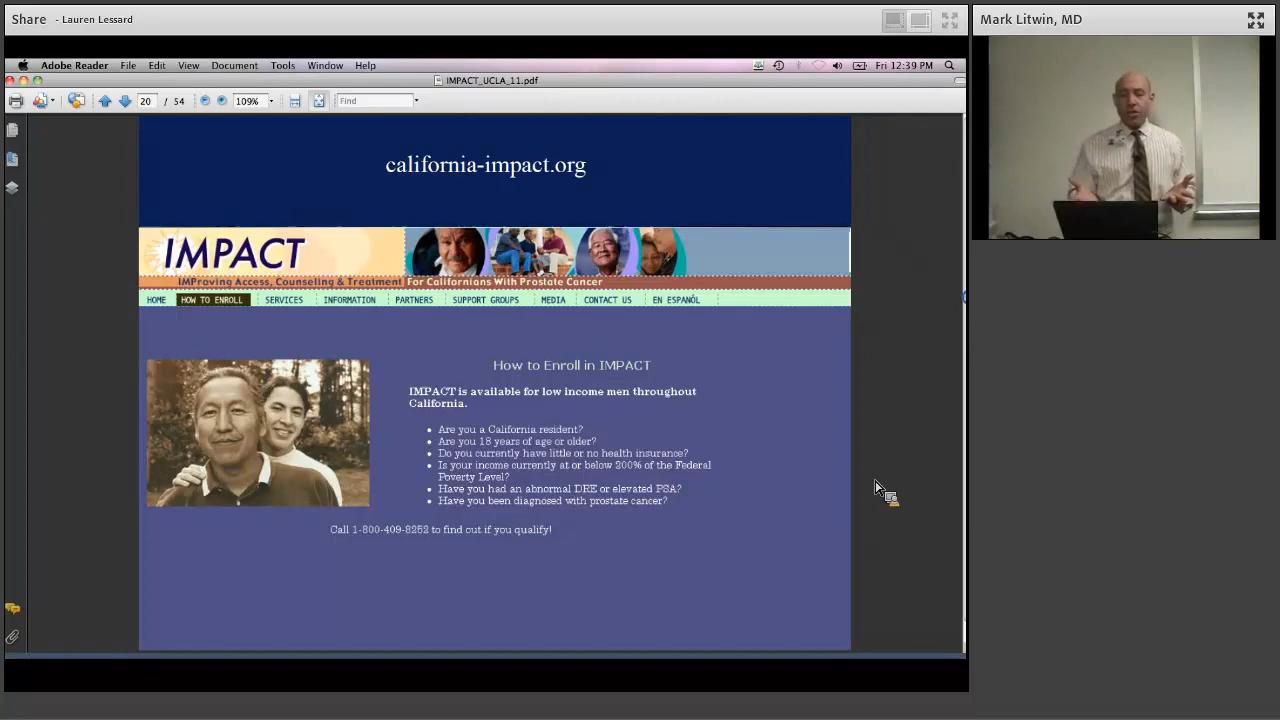 Share - Lauren Lessard
Mark Litwin, MD
Adobe Reader File Edit View Document Tools Window Help
Fri 12:39 PM
IMPACT_UCLA_11.pdf
20 / 54 109% Find
california-impact.org
IMPACT
IMProving Access, Counseling & Treatment For Californians With Prostate Cancer
HOME HOW TO ENROLL SERVICES INFORMATION PARTNERS SUPPORT GROUPS MEDIA CONTACT US EN ESPAÑOL
How to Enroll in IMPACT
IMPACT is available for low income men throughout
California.
Are you a California resident?
Are you 18 years of age or older?
Do you currently have little or no health insurance?
Is your income currently at or below 200% of the Federal
Poverty Level?
Have you had an abnormal DRE or elevated PSA?
Have you been diagnosed with prostate cancer?
Call 1-800-409-8252 to find out if you qualify!